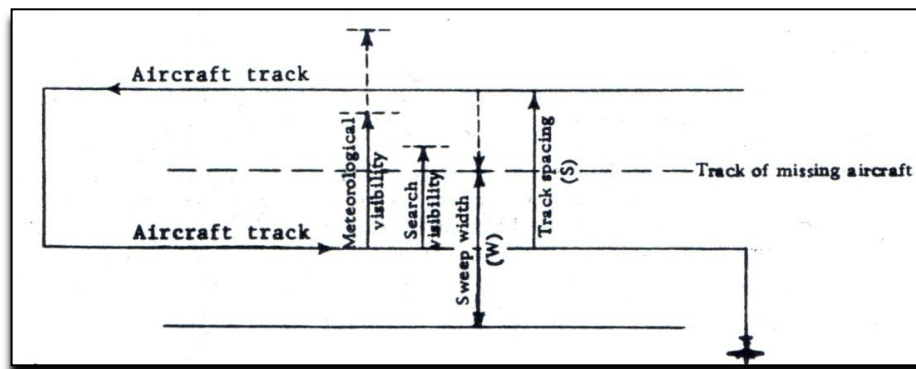 Aircraft track
Meteorological
visibility
Search
visibility
Track spacing
(S)
Track of missing aircraft
Aircraft track
Sweep width
(W)